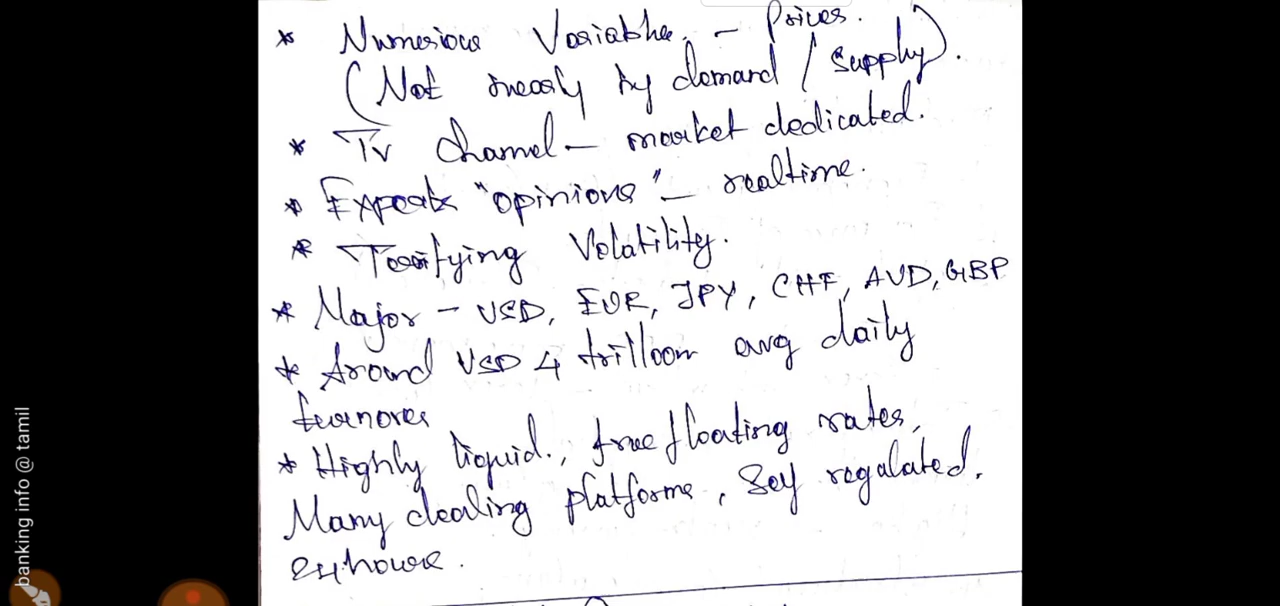 * Numerious Variables. - Prices.
(Not merely by demand / supply).
* TV channel - market dedicated.
* Experts "opinions" - realtime.
* Terrifying Volatility.
* Major - USD, EUR, JPY, CHF, AUD, GBP
* Around USD 4 trilloon avg daily
turnover
* Highly liquid., free floating rates,
Many dealing platforms, Self regulated.
24 hours.
banking info @ tamil